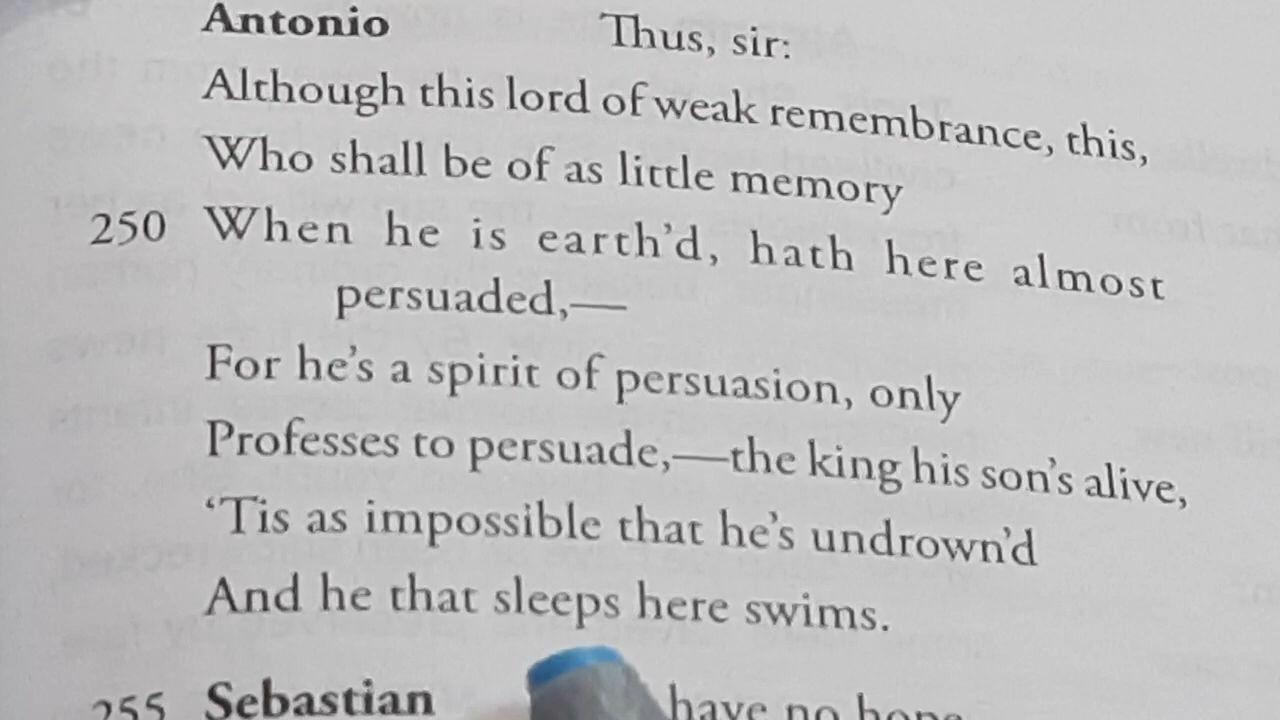 Antonio Thus, sir:
Although this lord of weak remembrance, this,
Who shall be of as little memory
250 When he is earth’d, hath here almost
persuaded,—
For he’s a spirit of persuasion, only
Professes to persuade,—the king his son’s alive,
‘Tis as impossible that he’s undrown’d
And he that sleeps here swims.
255 Sebastian have no hope